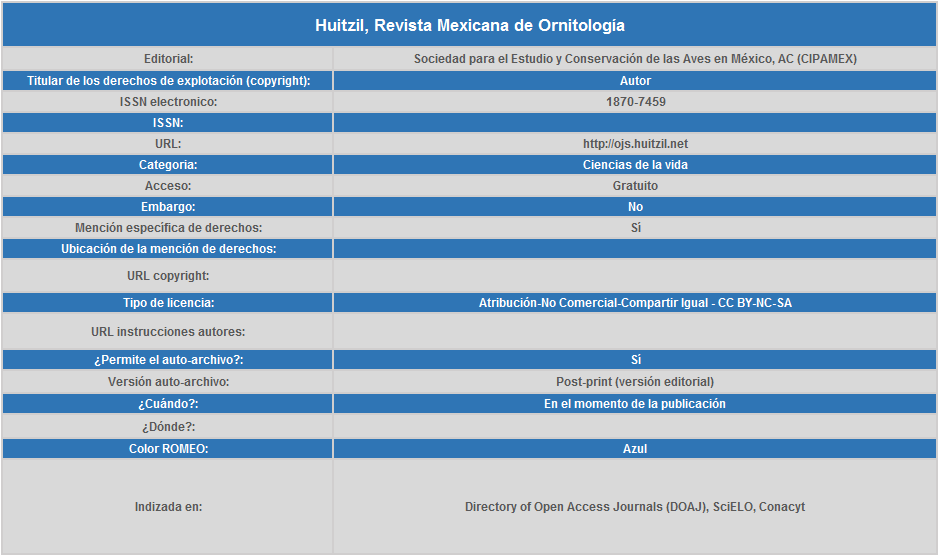 Huitzil, Revista Mexicana de Ornitología
Editorial: Sociedad para el Estudio y Conservación de las Aves en México, AC (CIPAMEX)
Titular de los derechos de explotación (copyright): Autor
ISSN electronico: 1870-7459
ISSN:
URL: http://ojs.huitzil.net
Categoria: Ciencias de la vida
Acceso: Gratuito
Embargo: No
Mención especifica de derechos: Sí
Ubicación de la mención de derechos:
URL copyright:
Tipo de licencia: Atribución-No Comercial-Compartir Igual - CC BY-NC-SA
URL instrucciones autores:
¿Permite el auto-archivo?: Sí
Versión auto-archivo: Post-print (versión editorial)
¿Cuándo?: En el momento de la publicación
¿Dónde?:
Color ROMEO: Azul
Indizada en: Directory of Open Access Journals (DOAJ), SciELO, Conacyt